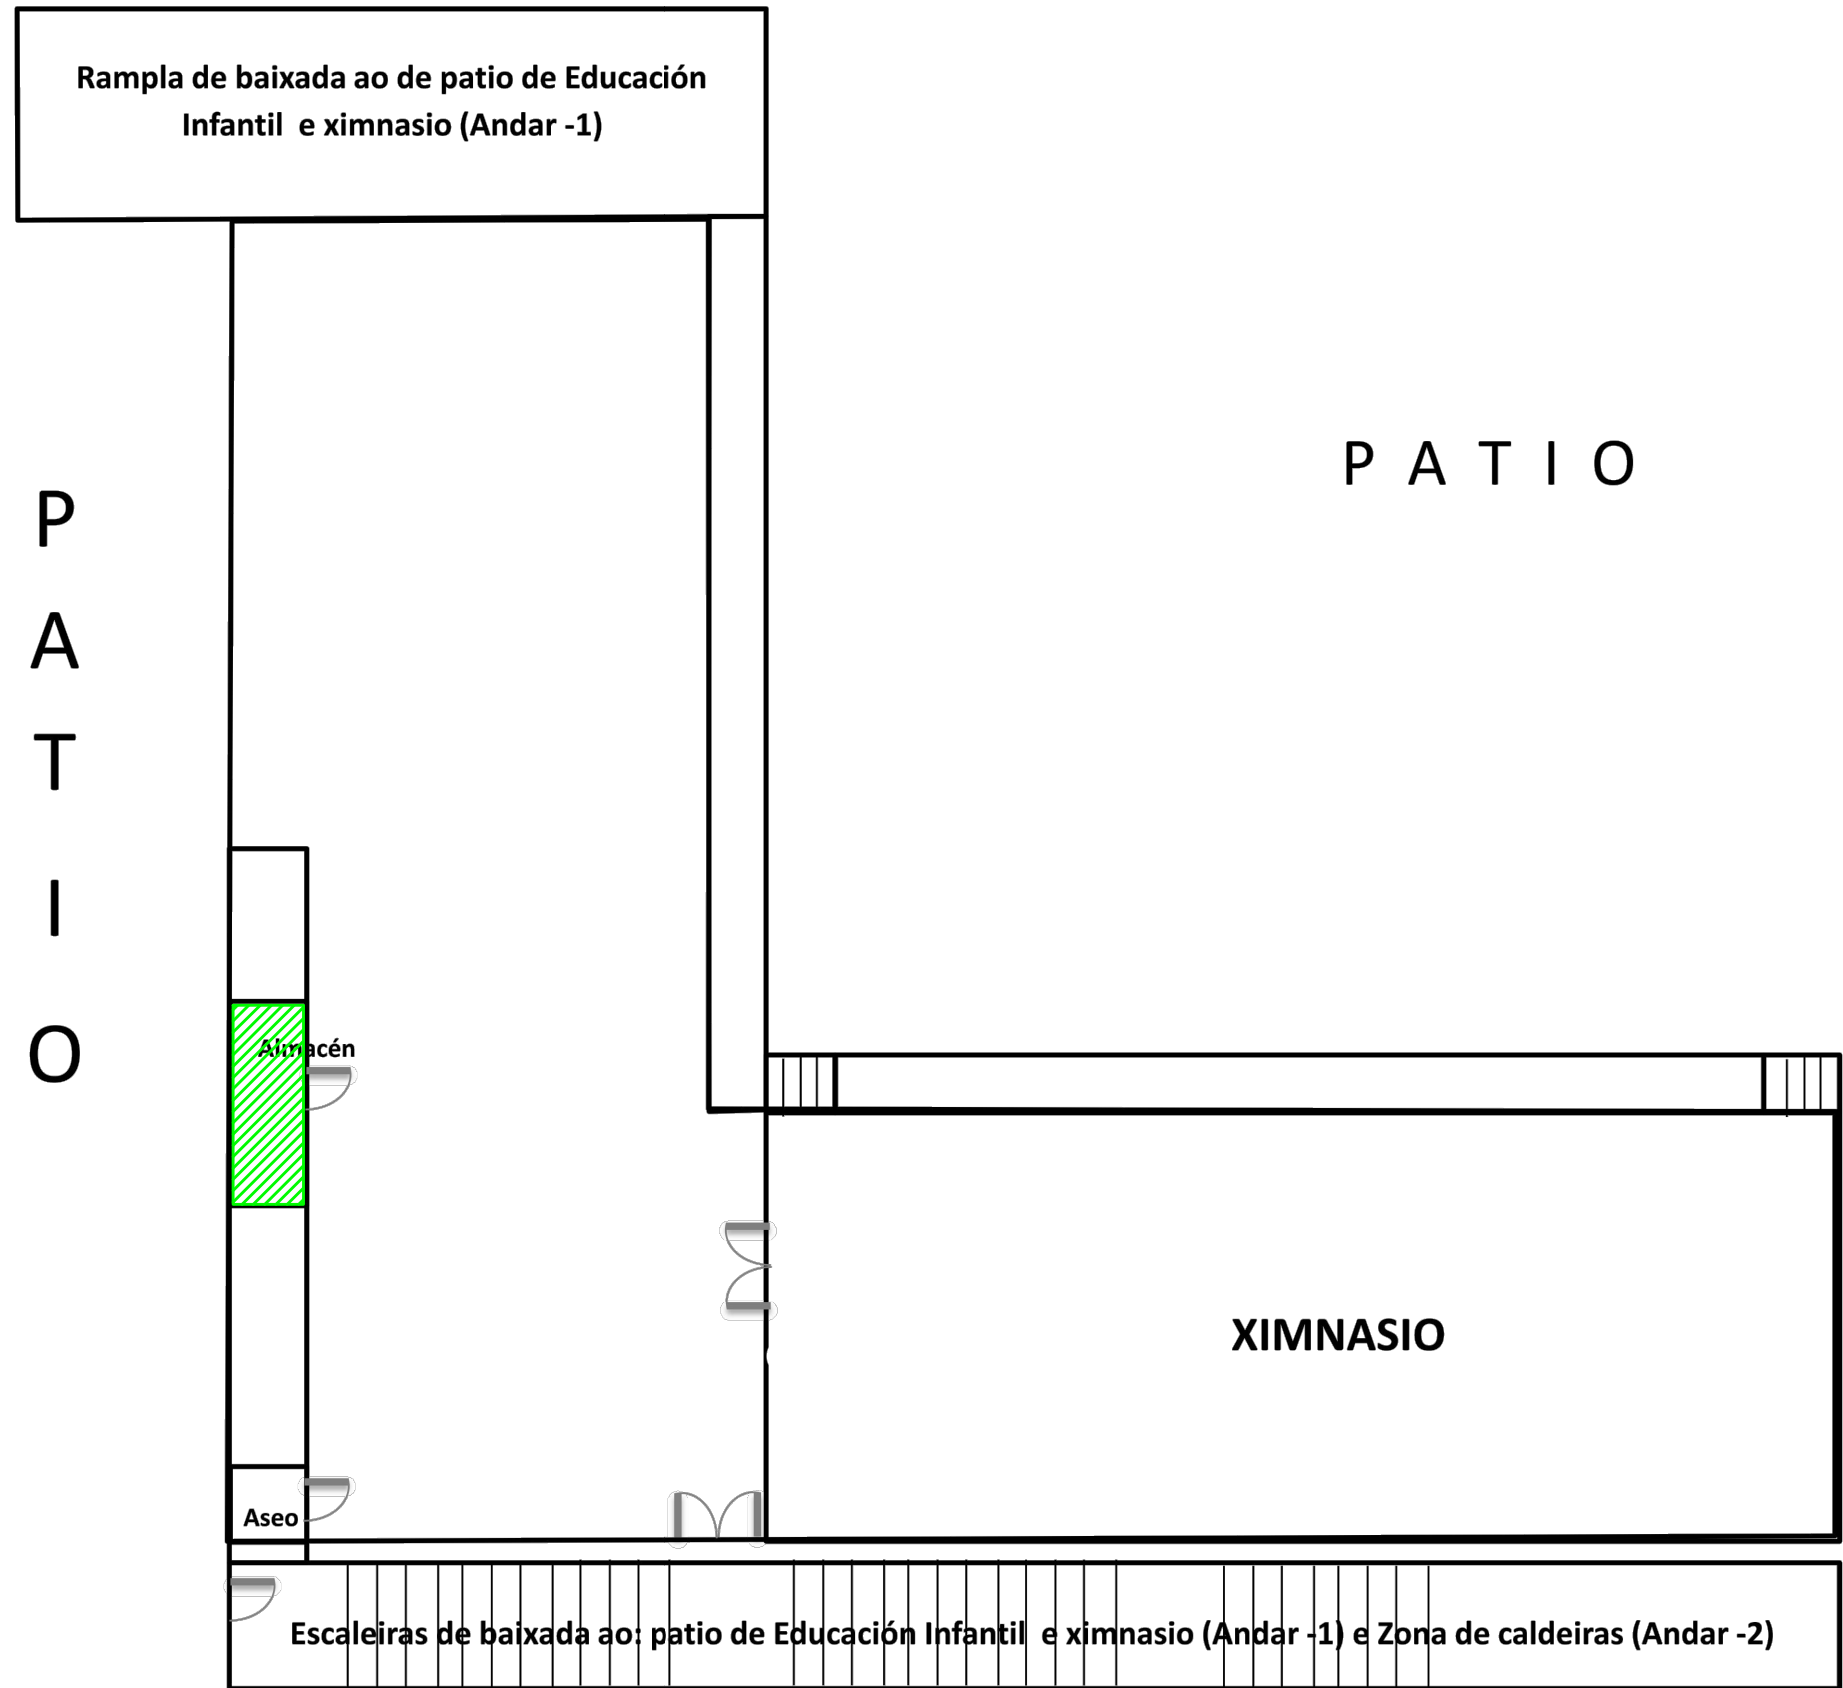 Rampla de baixada ao de patio de Educación
Infantil e ximnasio (Andar -1)
P A T I O
P
A
T
I
O
Almacén
XIMNASIO
Aseo
Escaleiras de baixada ao: patio de Educación Infantil e ximnasio (Andar -1) e Zona de caldeiras (Andar -2)